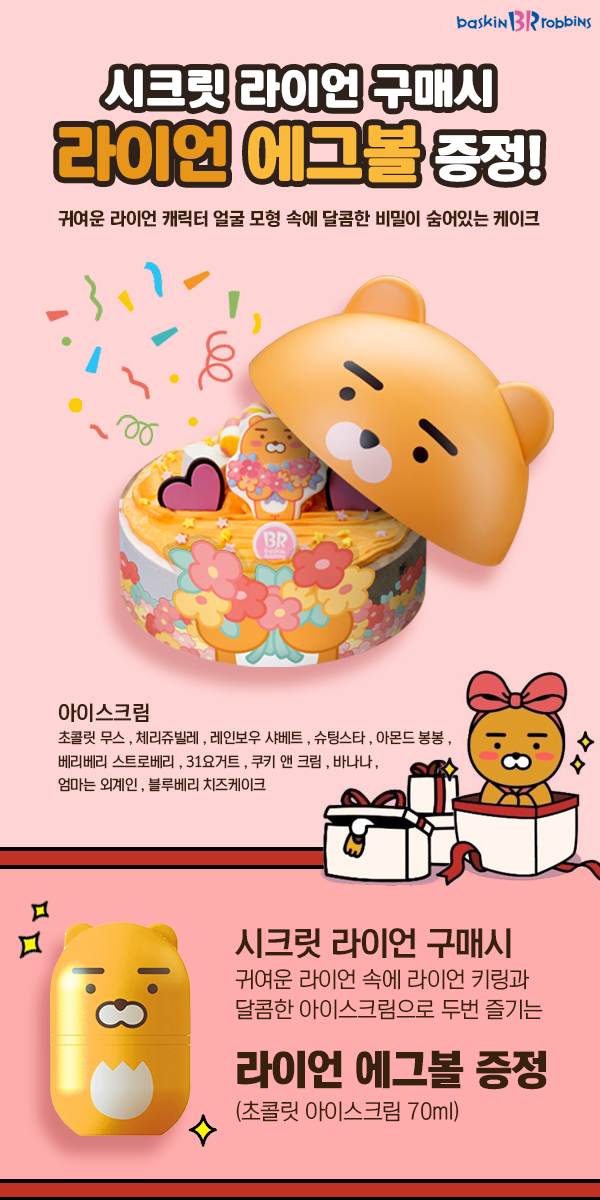 baskin BR robbins
시크릿 라이언 구매시
라이언 에그볼 증정!
귀여운 라이언 캐릭터 얼굴 모형 속에 달콤한 비밀이 숨어있는 케이크
BR
baskin
robbins
아이스크림
초콜릿 무스 , 체리쥬빌레 , 레인보우 샤베트 , 슈팅스타 , 아몬드 봉봉 ,
베리베리 스트로베리 , 31요거트 , 쿠키 앤 크림 , 바나나 ,
엄마는 외계인 , 블루베리 치즈케이크
시크릿 라이언 구매시
귀여운 라이언 속에 라이언 키링과
달콤한 아이스크림으로 두번 즐기는
라이언 에그볼 증정
(초콜릿 아이스크림 70ml)